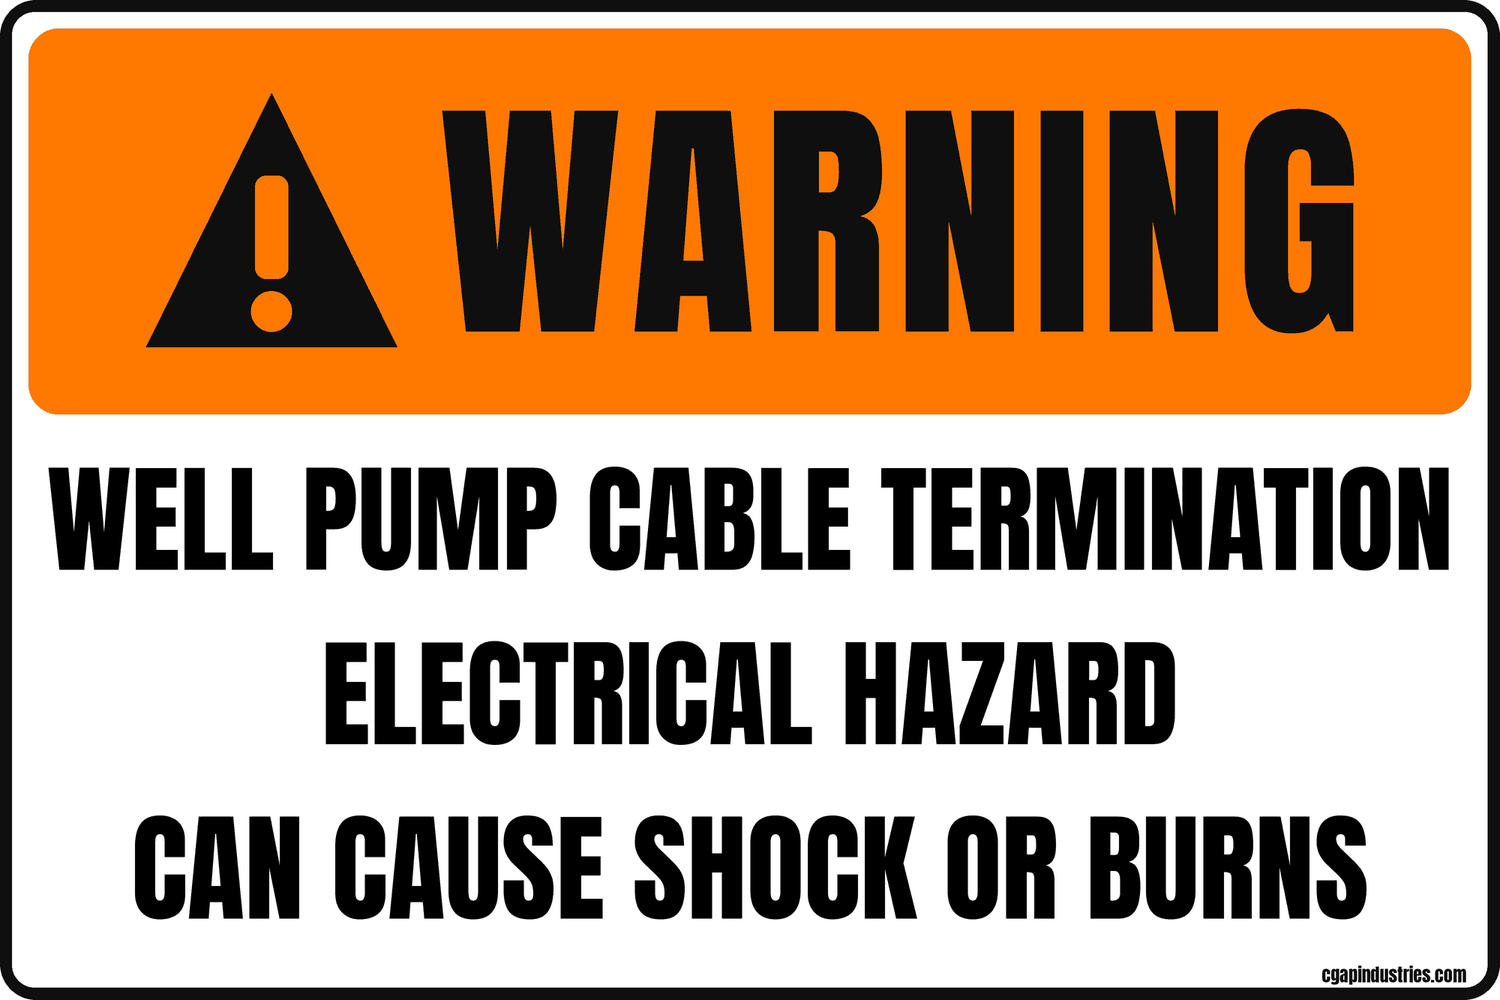 WARNING
WELL PUMP CABLE TERMINATION
ELECTRICAL HAZARD
CAN CAUSE SHOCK OR BURNS
cgapindustries.com